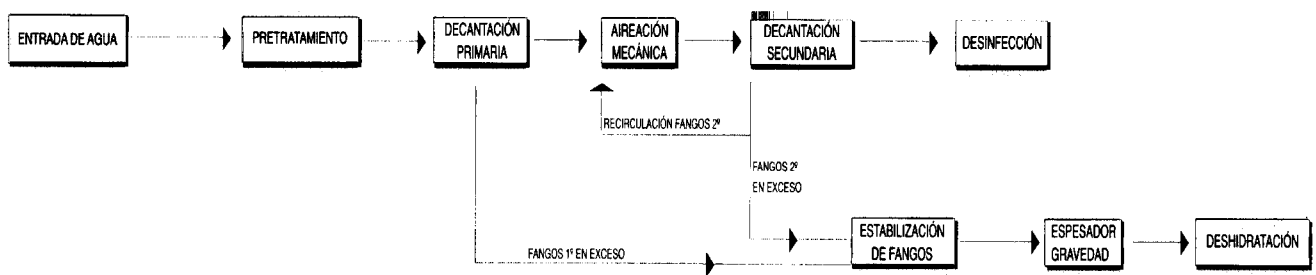 ENTRADA DE AGUA
PRETRATAMIENTO
DECANTACIÓN
PRIMARIA
AIREACIÓN
MECÁNICA
DECANTACIÓN
SECUNDARIA
DESINFECCIÓN
RECIRCULACIÓN FANGOS 2º
FANGOS 2º
EN EXCESO
FANGOS 1º EN EXCESO
ESTABILIZACIÓN
DE FANGOS
ESPESADOR
GRAVEDAD
DESHIDRATACIÓN